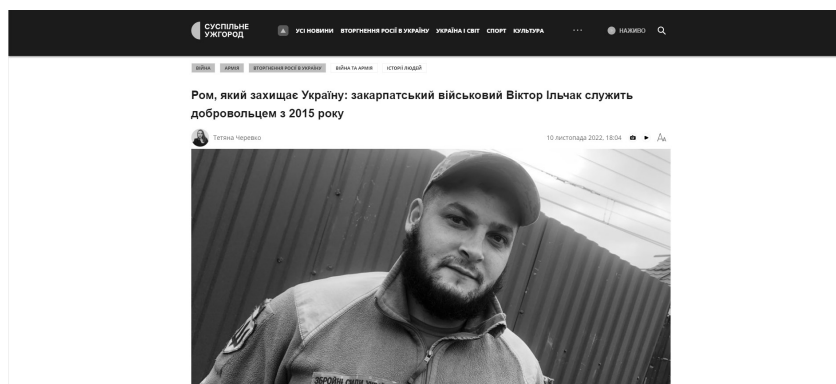 СУСПІЛЬНЕ
УЖГОРОД
УСІ НОВИНИ ВТОРГНЕННЯ РОСІЇ В УКРАЇНУ УКРАЇНА І СВІТ СПОРТ КУЛЬТУРА ... НАЖИВО
ВІЙНА АРМІЯ ВТОРГНЕННЯ РОСІЇ В УКРАЇНУ ВІЙНА ТА АРМІЯ ІСТОРІЇ ЛЮДЕЙ
Ром, який захищає Україну: закарпатський військовий Віктор Ільчак служить
добровольцем з 2015 року
Тетяна Черевко 10 листопада 2022, 18:04
ЗБРОЙНІ СИЛИ